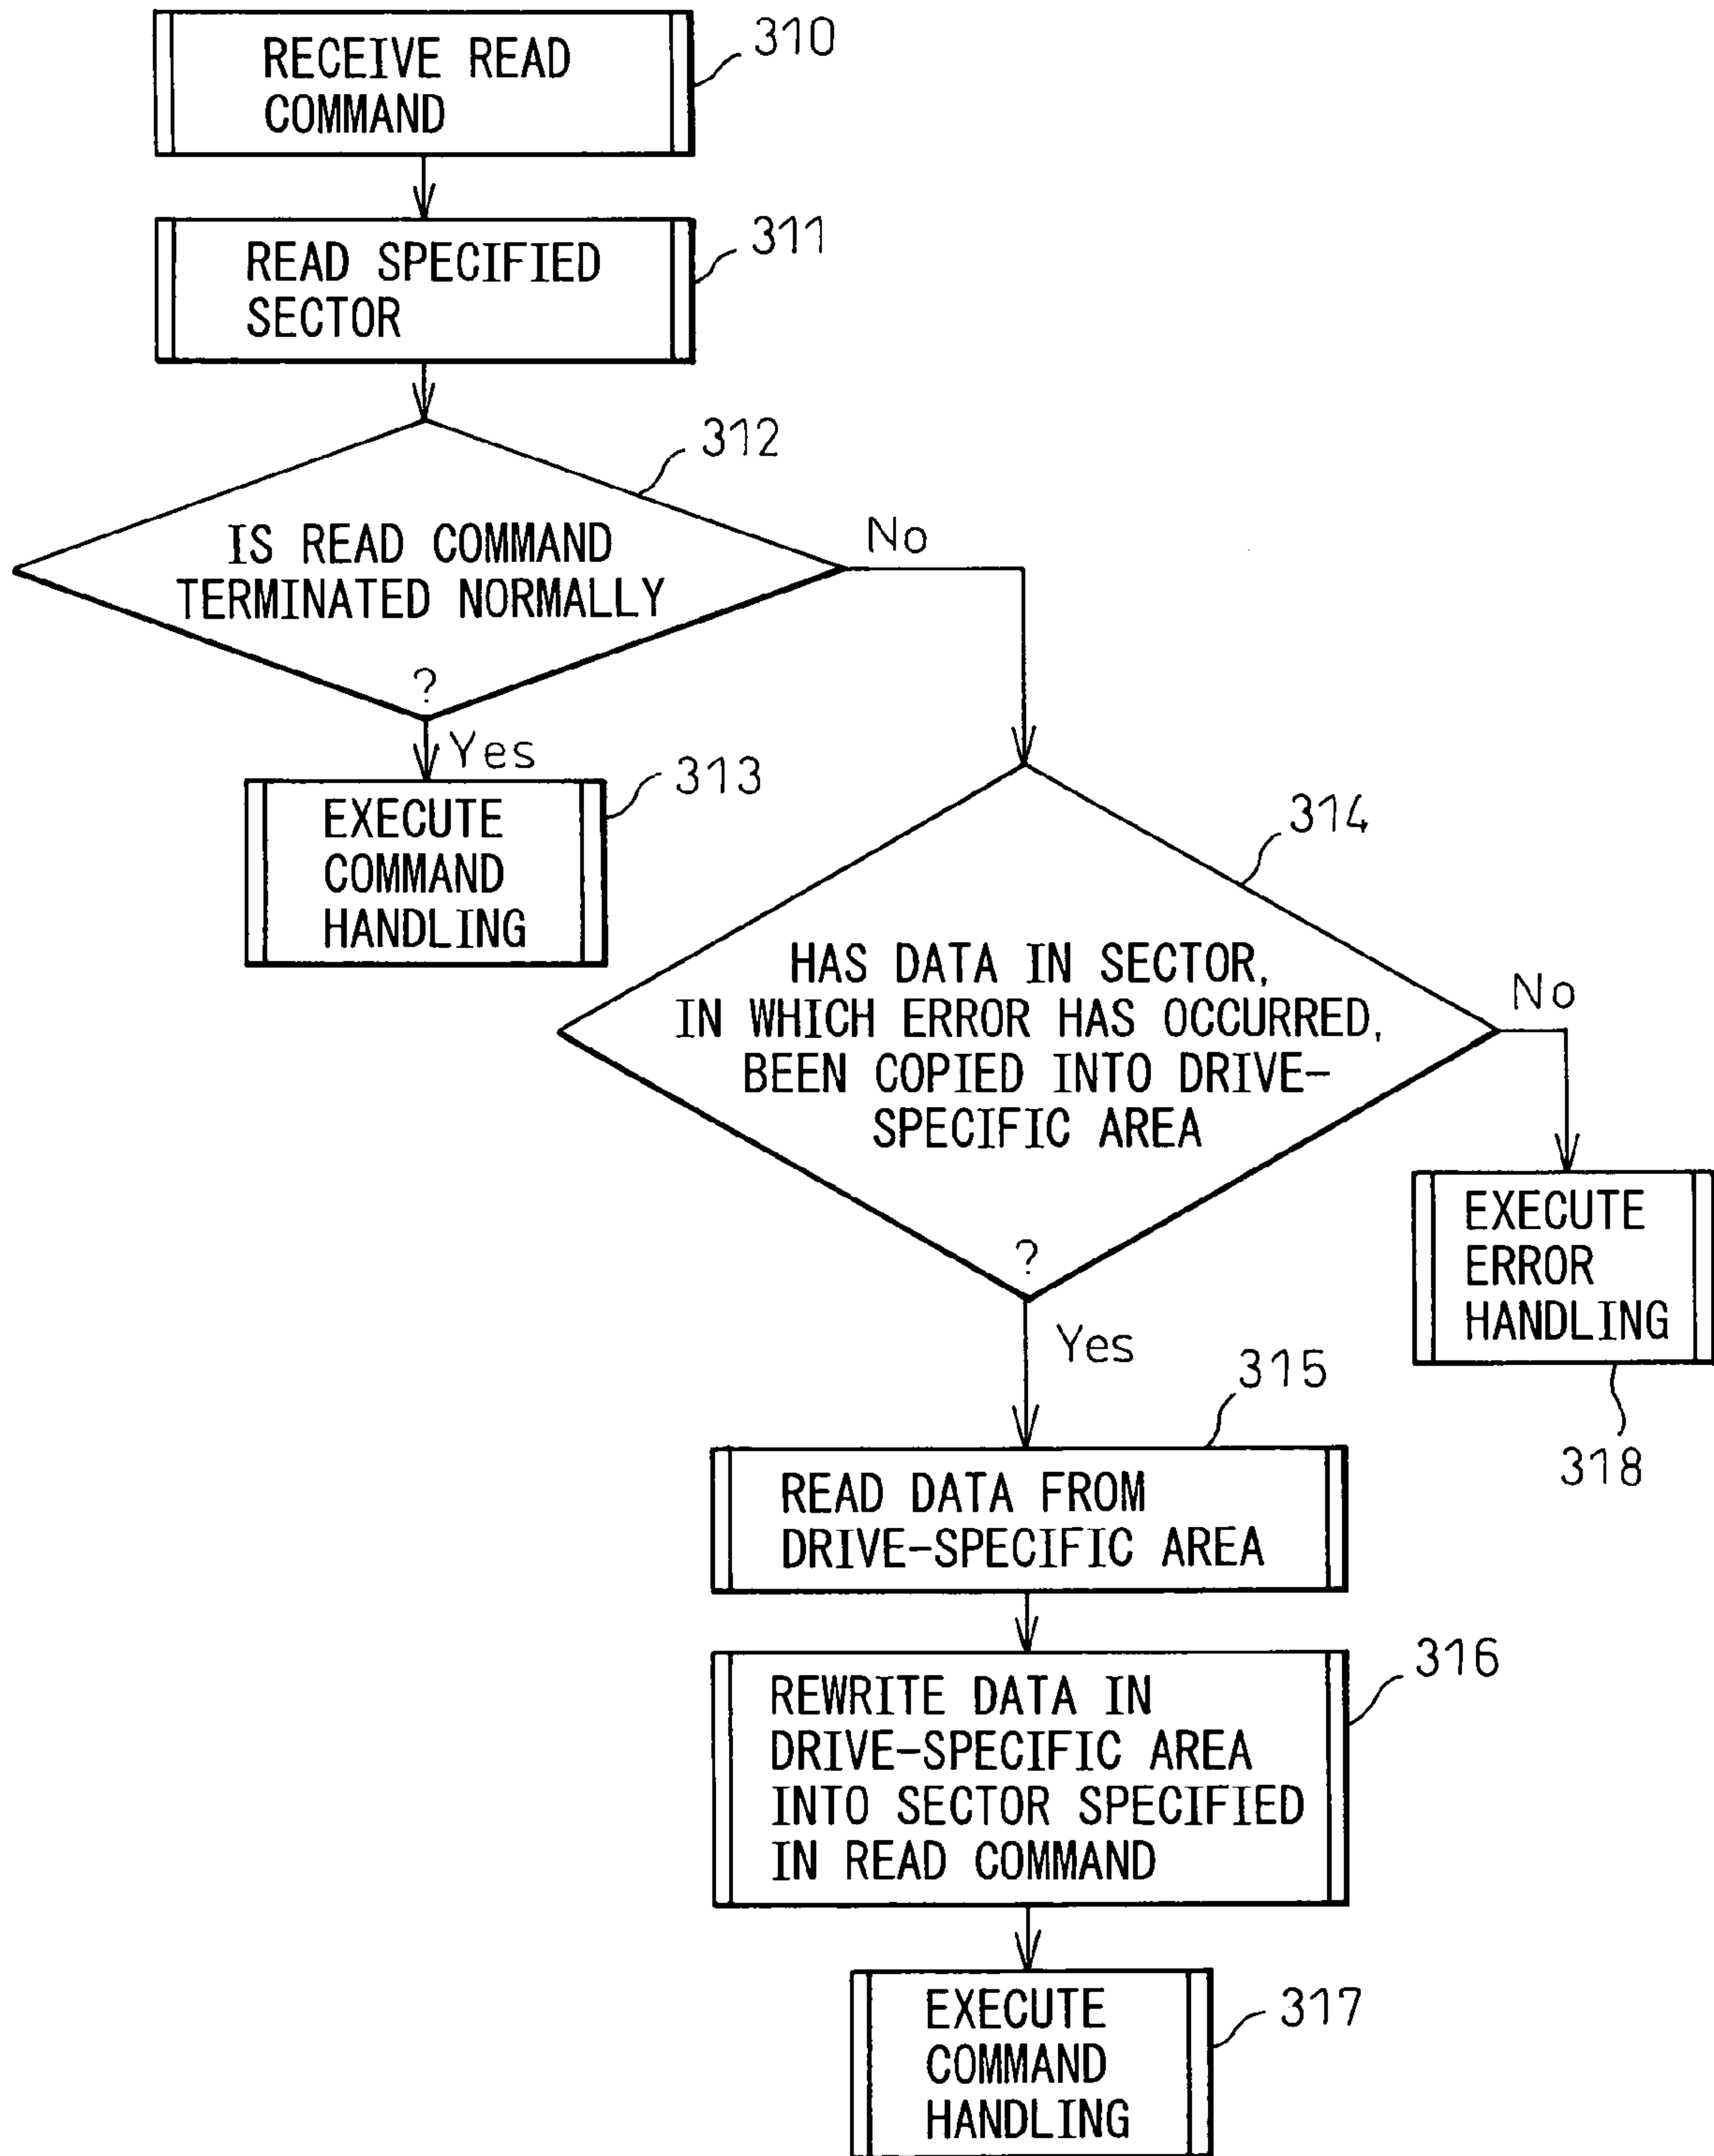 RECEIVE READ
COMMAND
310
READ SPECIFIED
SECTOR
311
312
IS READ COMMAND
TERMINATED NORMALLY
?
No
Yes
313
EXECUTE
COMMAND
HANDLING
314
HAS DATA IN SECTOR,
IN WHICH ERROR HAS OCCURRED,
BEEN COPIED INTO DRIVE-
SPECIFIC AREA
?
No
Yes
EXECUTE
ERROR
HANDLING
318
315
READ DATA FROM
DRIVE-SPECIFIC AREA
316
REWRITE DATA IN
DRIVE-SPECIFIC AREA
INTO SECTOR SPECIFIED
IN READ COMMAND
317
EXECUTE
COMMAND
HANDLING